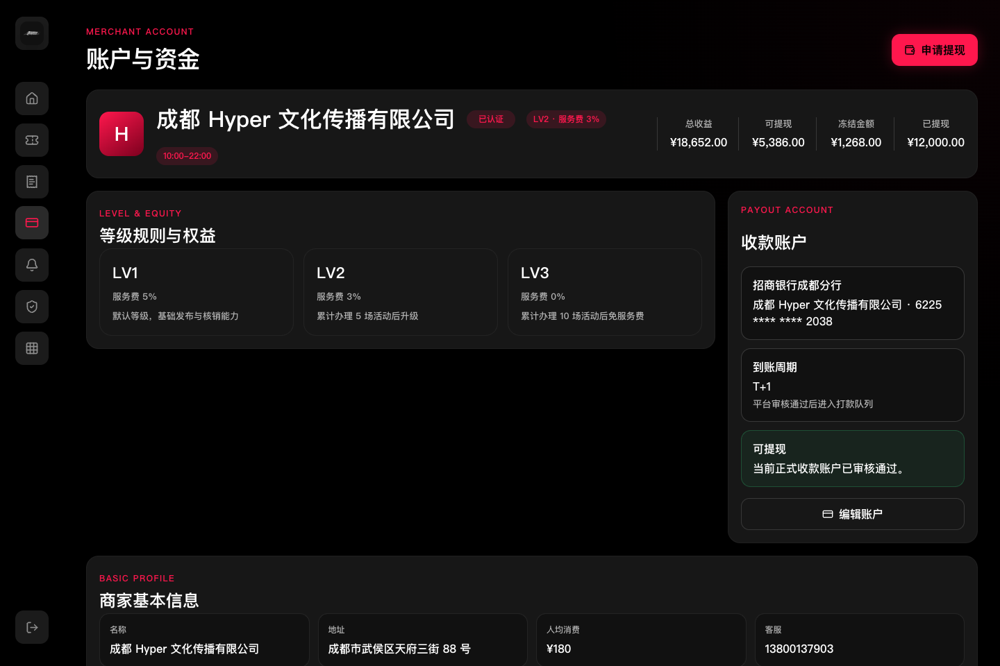 MERCHANT ACCOUNT
账户与资金
申请提现
H
成都 Hyper 文化传播有限公司
已认证
LV2 · 服务费 3%
10:00–22:00
总收益
¥18,652.00
可提现
¥5,386.00
冻结金额
¥1,268.00
已提现
¥12,000.00
LEVEL & EQUITY
等级规则与权益
LV1
服务费 5%
默认等级，基础发布与核销能力
LV2
服务费 3%
累计办理 5 场活动后升级
LV3
服务费 0%
累计办理 10 场活动后免服务费
PAYOUT ACCOUNT
收款账户
招商银行成都分行
成都 Hyper 文化传播有限公司 · 6225
**** **** 2038
到账周期
T+1
平台审核通过后进入打款队列
可提现
当前正式收款账户已审核通过。
编辑账户
BASIC PROFILE
商家基本信息
名称
成都 Hyper 文化传播有限公司
地址
成都市武侯区天府三街 88 号
人均消费
¥180
客服
13800137903